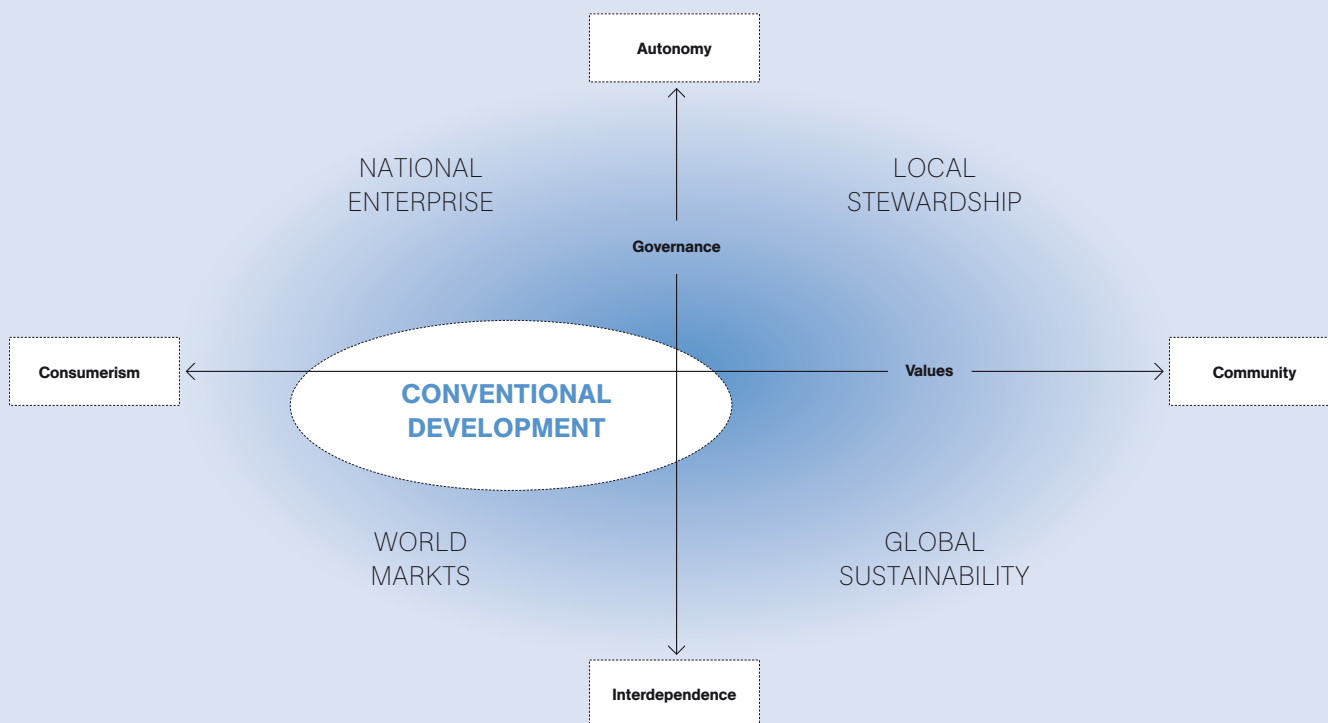 Autonomy
NATIONAL
ENTERPRISE
LOCAL
STEWARDSHIP
Governance
Consumerism
Values
Community
CONVENTIONAL
DEVELOPMENT
WORLD
MARKTS
GLOBAL
SUSTAINABILITY
Interdependence